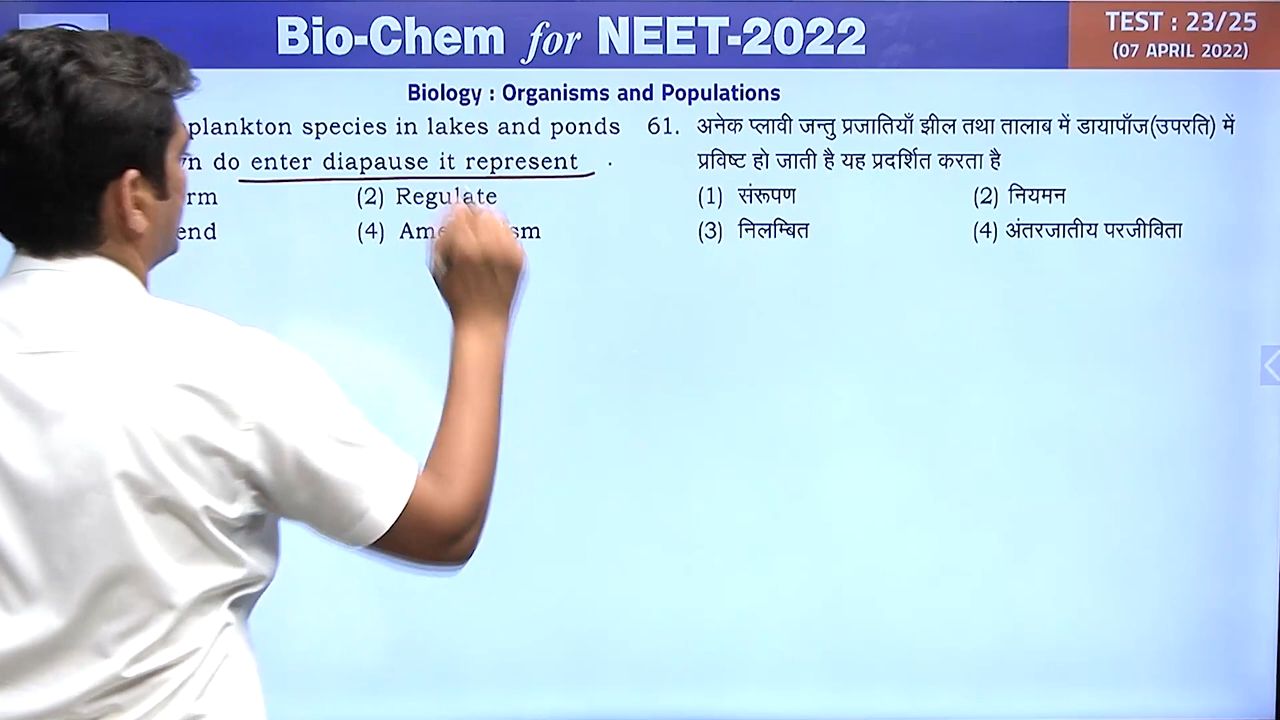 Bio-Chem for NEET-2022
TEST : 23/25
(07 APRIL 2022)
Biology : Organisms and Populations
plankton species in lakes and ponds
do enter diapause it represent
(2) Regulate
(4)
61. अनेक प्लावी जन्तु प्रजातियाँ झील तथा तालाब में डायापाॅज(उपरति) में
प्रविष्ट हो जाती है यह प्रदर्शित करता है
(1) संरूपण (2) नियमन
(3) निलम्बित (4) अंतरजातीय परजीविता